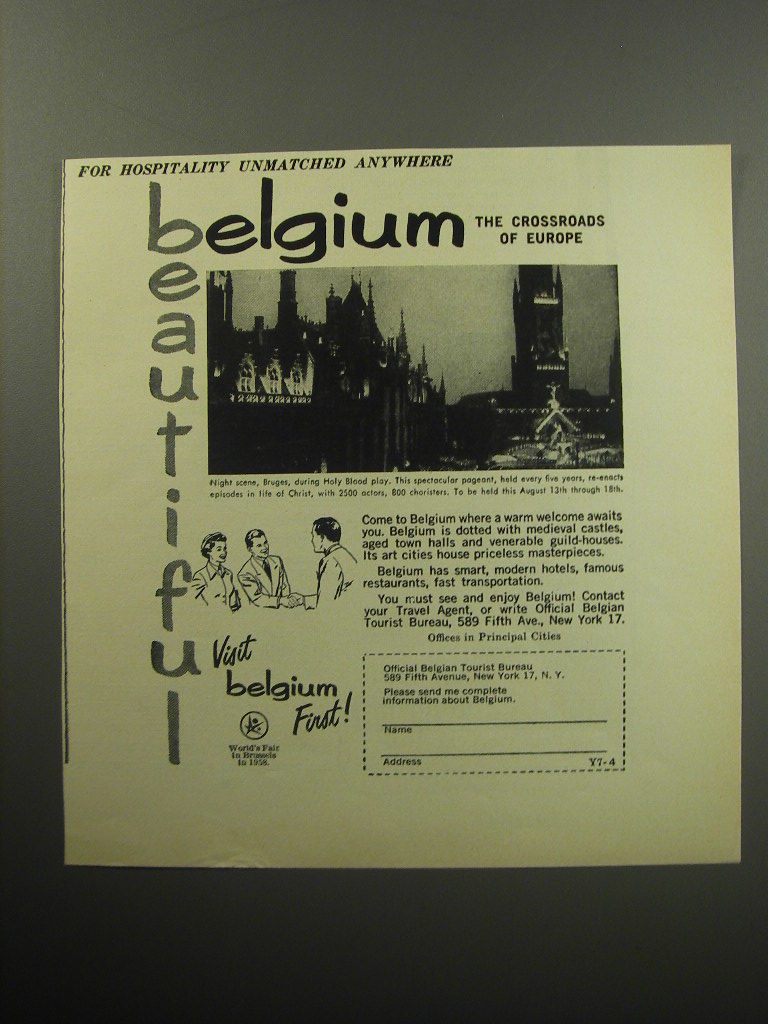 FOR HOSPITALITY UNMATCHED ANYWHERE
beautiful
belgium
THE CROSSROADS
OF EUROPE
Night scene, Bruges, during Holy Blood play. This spectacular pageant, held every five years, re-enacts
episodes in life of Christ, with 2500 actors, 800 choristers. To be held this August 13th through 18th.
Come to Belgium where a warm welcome awaits
you. Belgium is dotted with medieval castles,
aged town halls and venerable guild-houses.
Its art cities house priceless masterpieces.
Belgium has smart, modern hotels, famous
restaurants, fast transportation.
You must see and enjoy Belgium! Contact
your Travel Agent, or write Official Belgian
Tourist Bureau, 589 Fifth Ave., New York 17.
Offices in Principal Cities
Visit
belgium
First!
World's Fair
in Brussels
in 1958.
Official Belgian Tourist Bureau
589 Fifth Avenue, New York 17, N. Y.
Please send me complete
information about Belgium.
Name
Address Y7-4